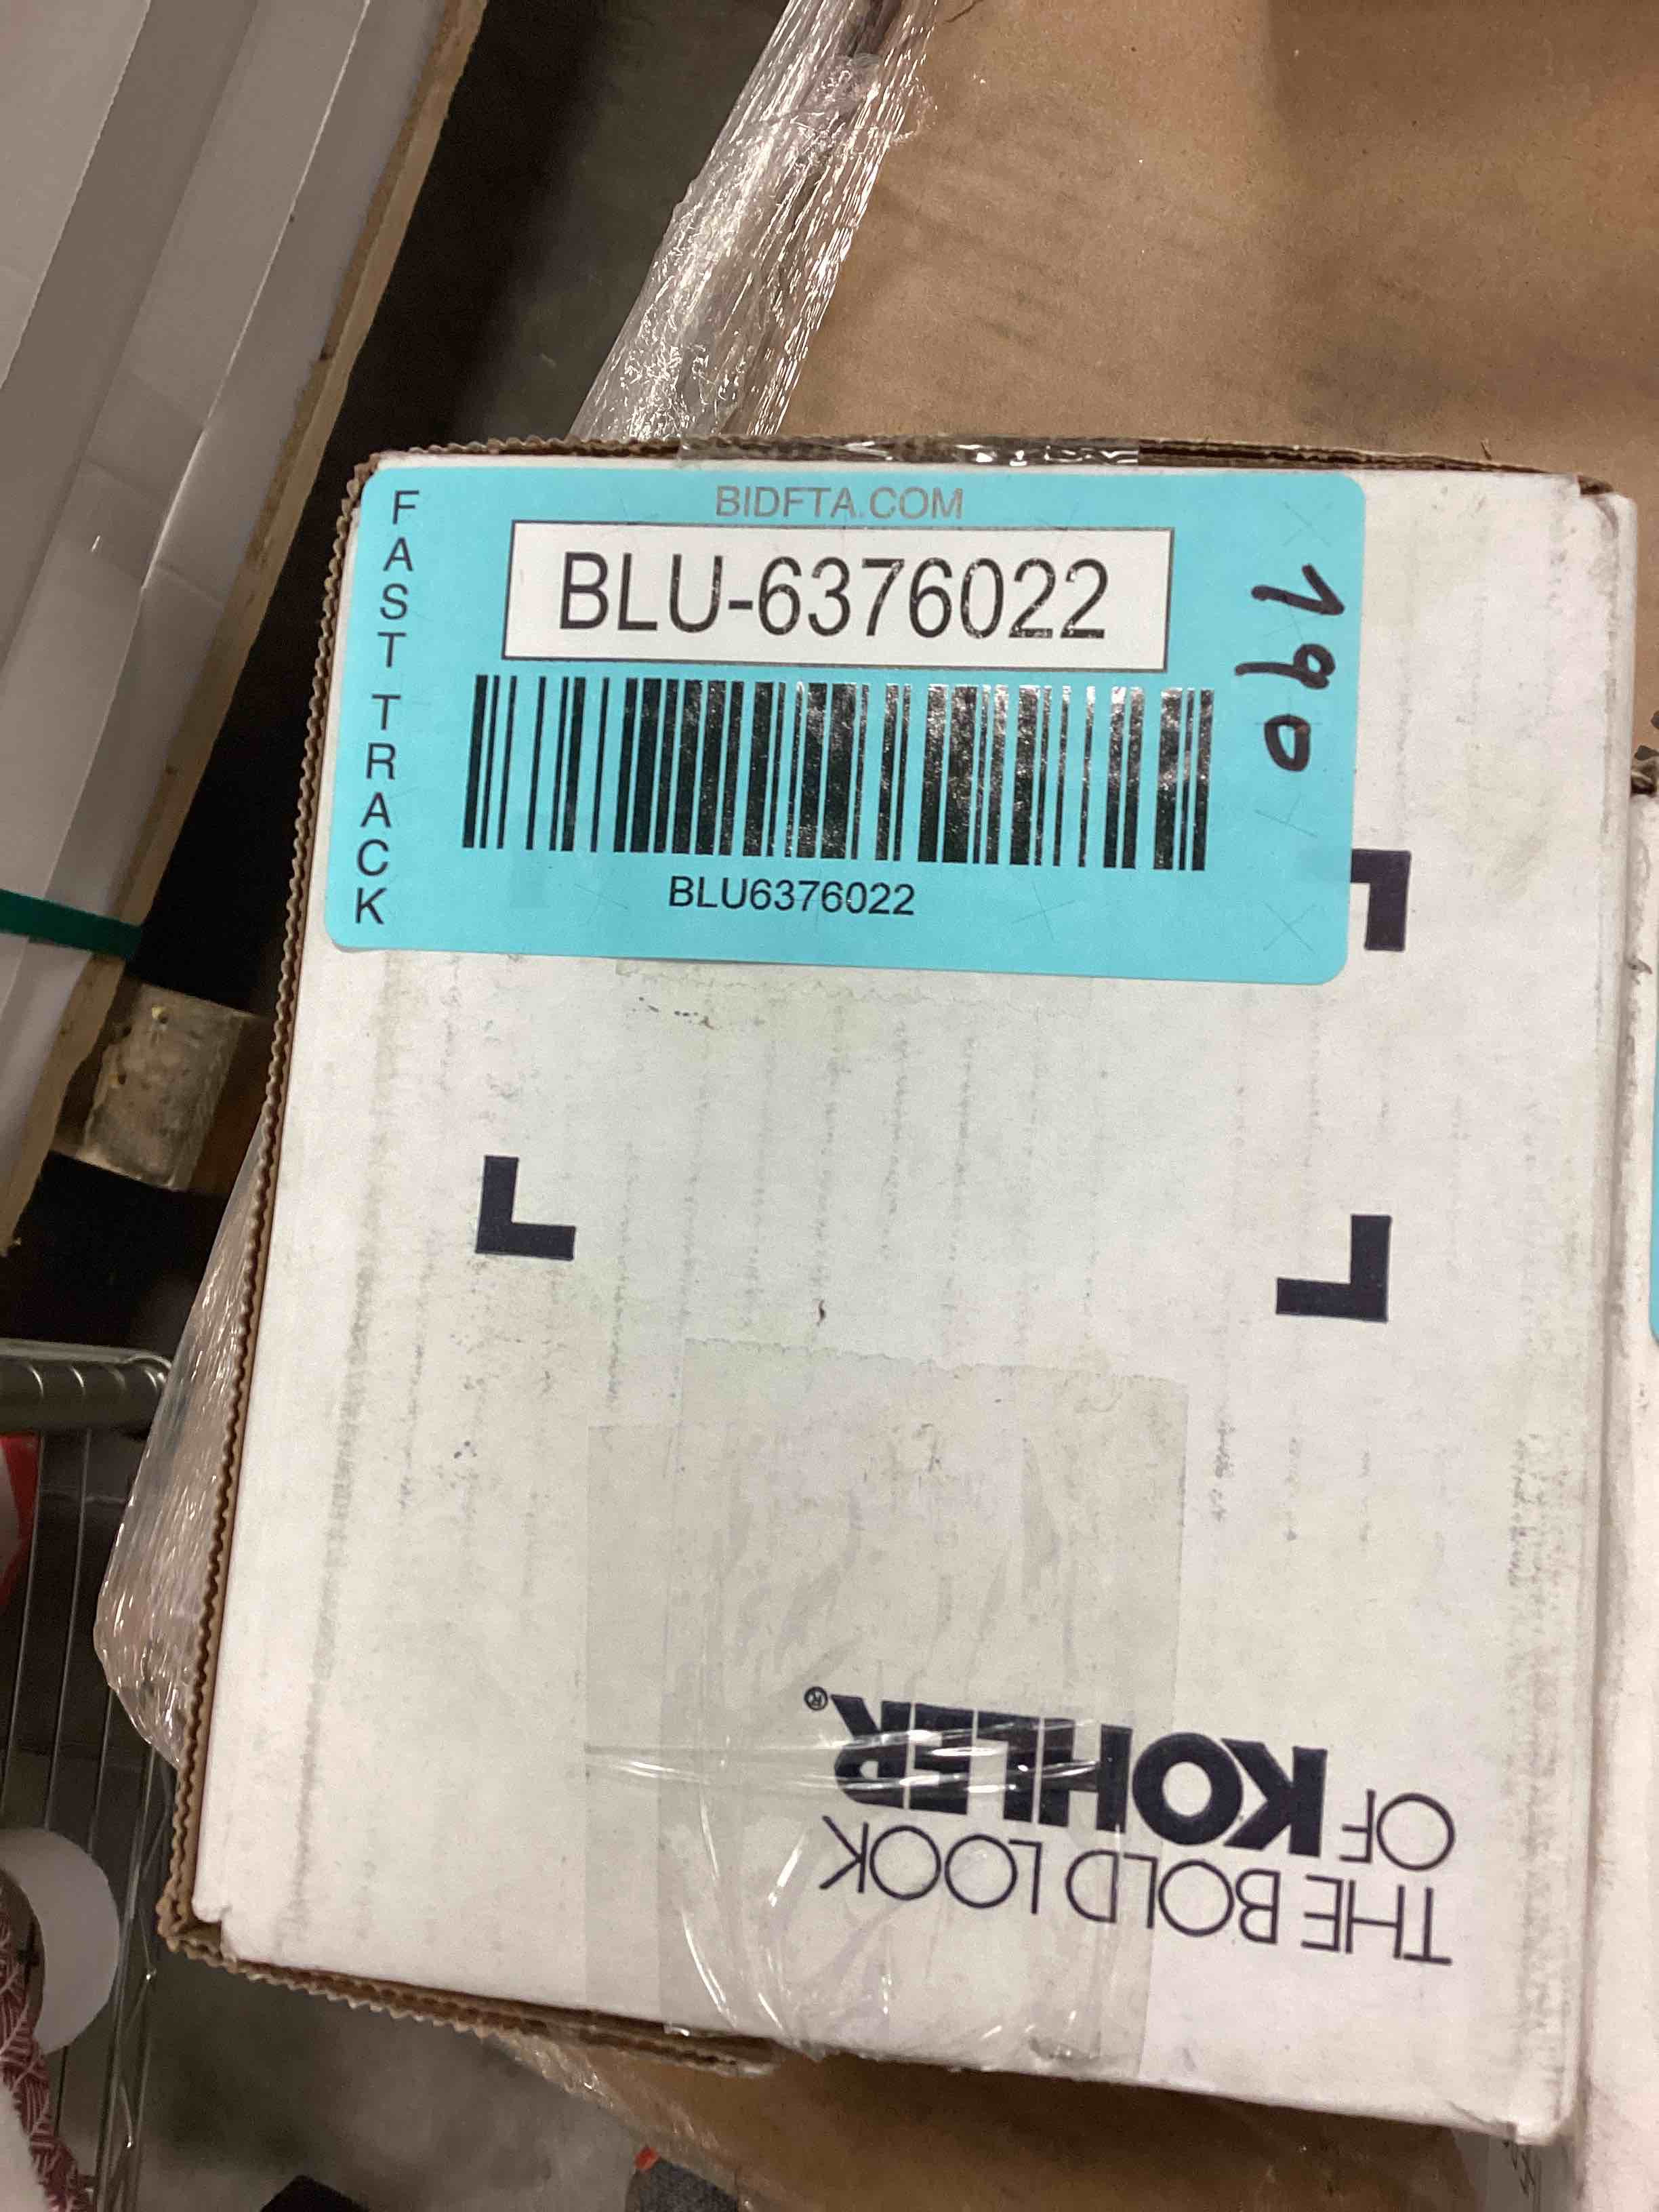 BIDFTA.COM
FAST TRACK
BLU-6376022
190
BLU6376022
THE BOLD LOOK
OF KOHLER®